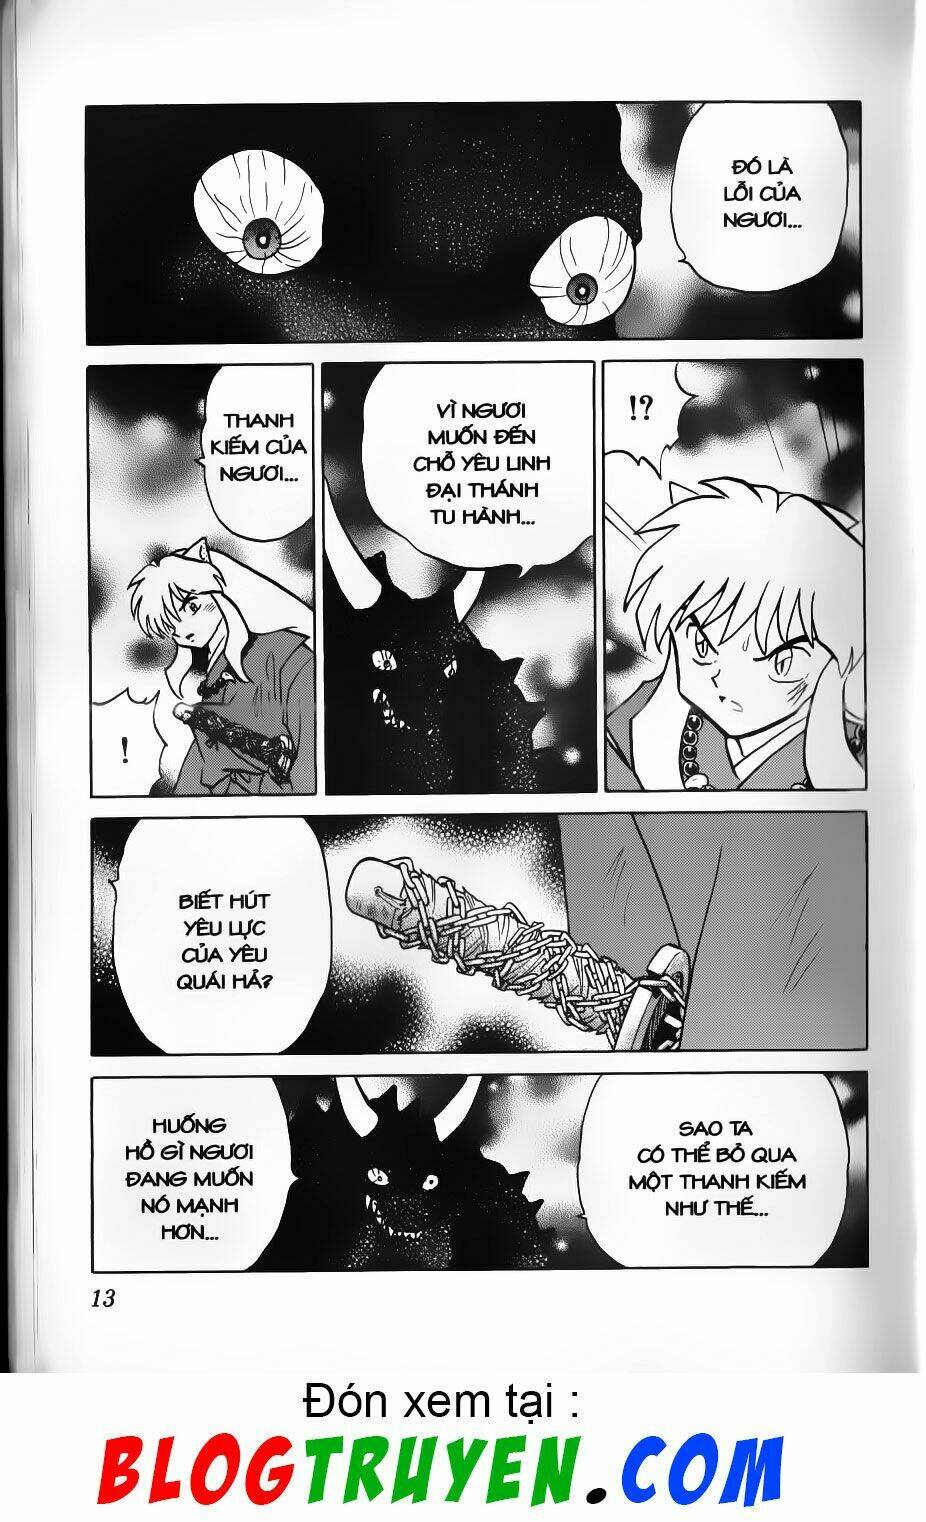 ĐÓ LÀ
LỖI CỦA
NGƯƠI...
!?
VÌ NGƯƠI
MUỐN ĐẾN
CHỖ YÊU LINH
ĐẠI THÁNH
TU HÀNH...
THANH
KIẾM CỦA
NGƯƠI...
!
BIẾT HÚT
YÊU LỰC
CỦA YÊU
QUÁI HẢ?
SAO TA
CÓ THỂ BỎ QUA
MỘT THANH KIẾM
NHƯ THẾ...
HUỐNG
HỒ GÌ NGƯƠI
ĐANG MUỐN
NÓ MẠNH
HƠN...
13
Đón xem tại :
BLOGTRUYEN.COM